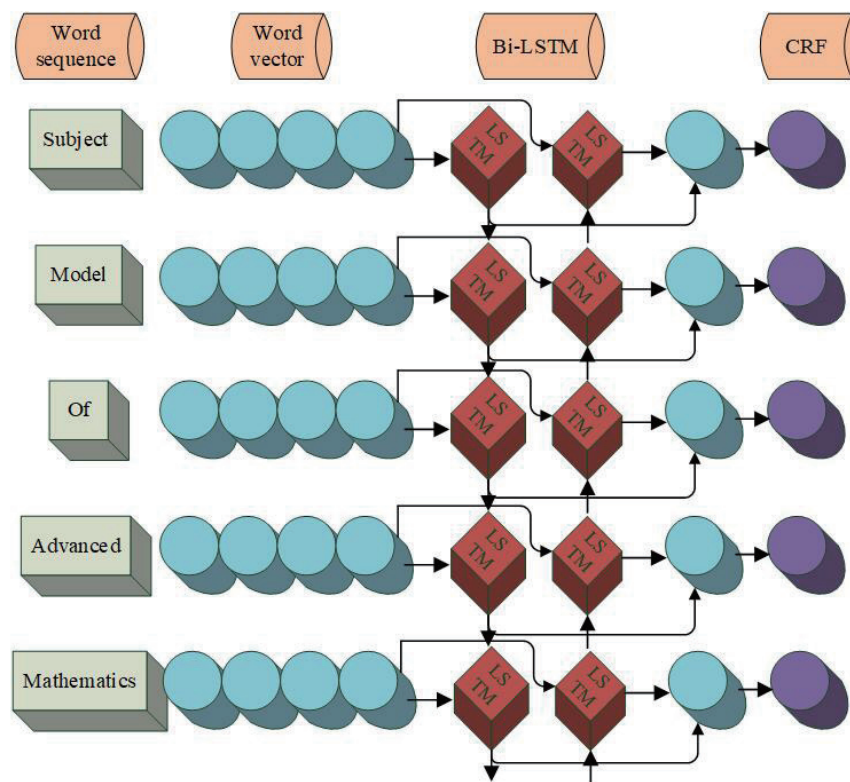 Word
sequence
Word
vector
Bi-LSTM
CRF
Subject
LS
TM
LS
TM
Model
LS
TM
LS
TM
Of
LS
TM
LS
TM
Advanced
LS
TM
LS
TM
Mathematics
LS
TM
LS
TM